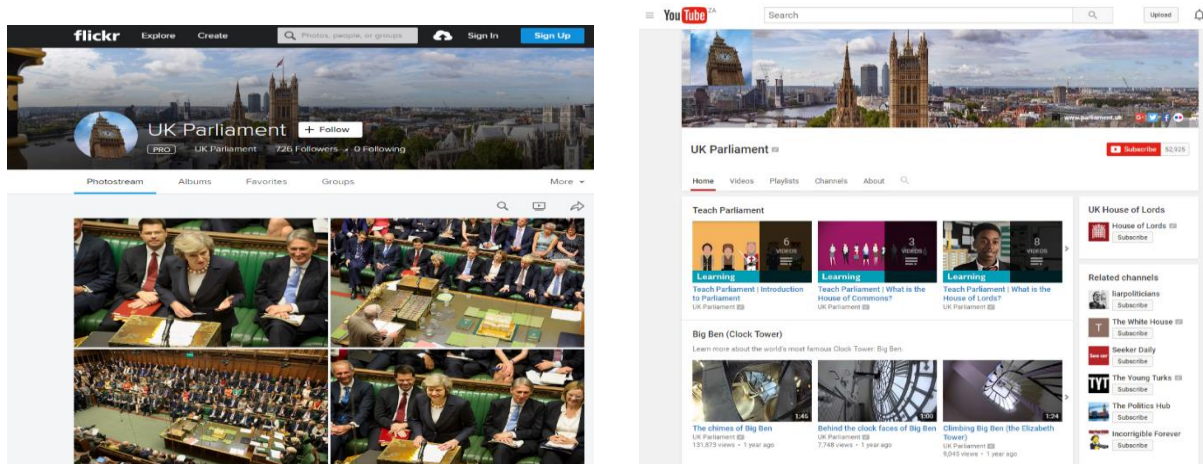 flickr Explore Create Photos, people, or groups Sign In Sign Up
UK Parliament + Follow
PRO UK Parliament 726 Followers • 0 Following
Photostream Albums Favorites Groups More
YouTube ZA Search Upload
www.parliament.uk
UK Parliament Subscribe 52,925
Home Videos Playlists Channels About
Teach Parliament
6
VIDEOS
Learning
Teach Parliament | Introduction
to Parliament
UK Parliament
3
VIDEOS
Learning
Teach Parliament | What is the
House of Commons?
UK Parliament
8
VIDEOS
Learning
Teach Parliament | What is the
House of Lords?
UK Parliament
Big Ben (Clock Tower)
Learn more about the world's most famous Clock Tower: Big Ben.
1:45
The chimes of Big Ben
UK Parliament
131,873 views • 1 year ago
1:00
Behind the clock faces of Big Ben
UK Parliament
7,748 views • 1 year ago
1:24
Climbing Big Ben (the Elizabeth
Tower)
UK Parliament
9,045 views • 1 year ago
UK House of Lords
House of Lords
Subscribe
Related channels
liarpoliticians
Subscribe
T
The White House
Subscribe
Seeker Daily
Subscribe
TYT
The Young Turks
Subscribe
The Politics Hub
Subscribe
Incorrigible Forever
Subscribe